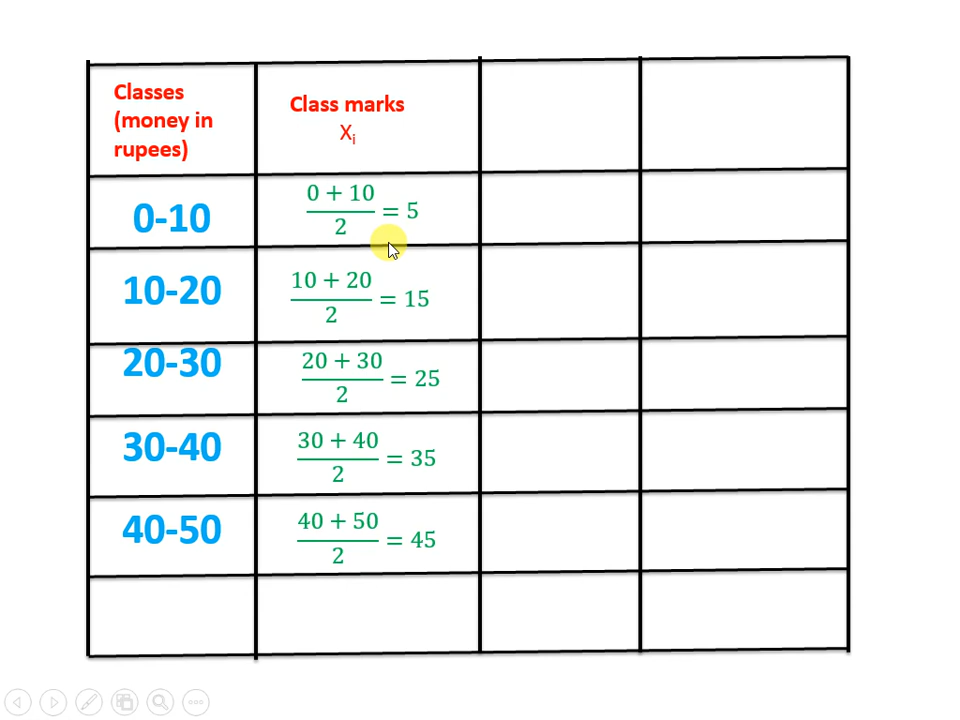 Classes
(money in
rupees)
Class marks
Xᵢ
0-10
0 + 10
2
= 5
10-20
10 + 20
2
= 15
20-30
20 + 30
2
= 25
30-40
30 + 40
2
= 35
40-50
40 + 50
2
= 45